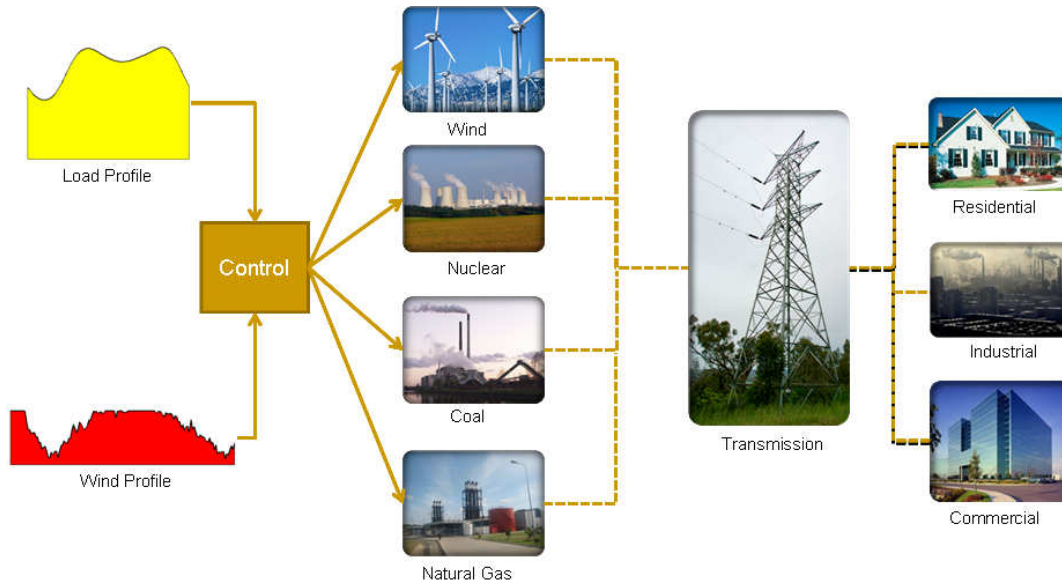 Load Profile
Wind Profile
Control
Wind
Nuclear
Coal
Natural Gas
Transmission
Residential
Industrial
Commercial